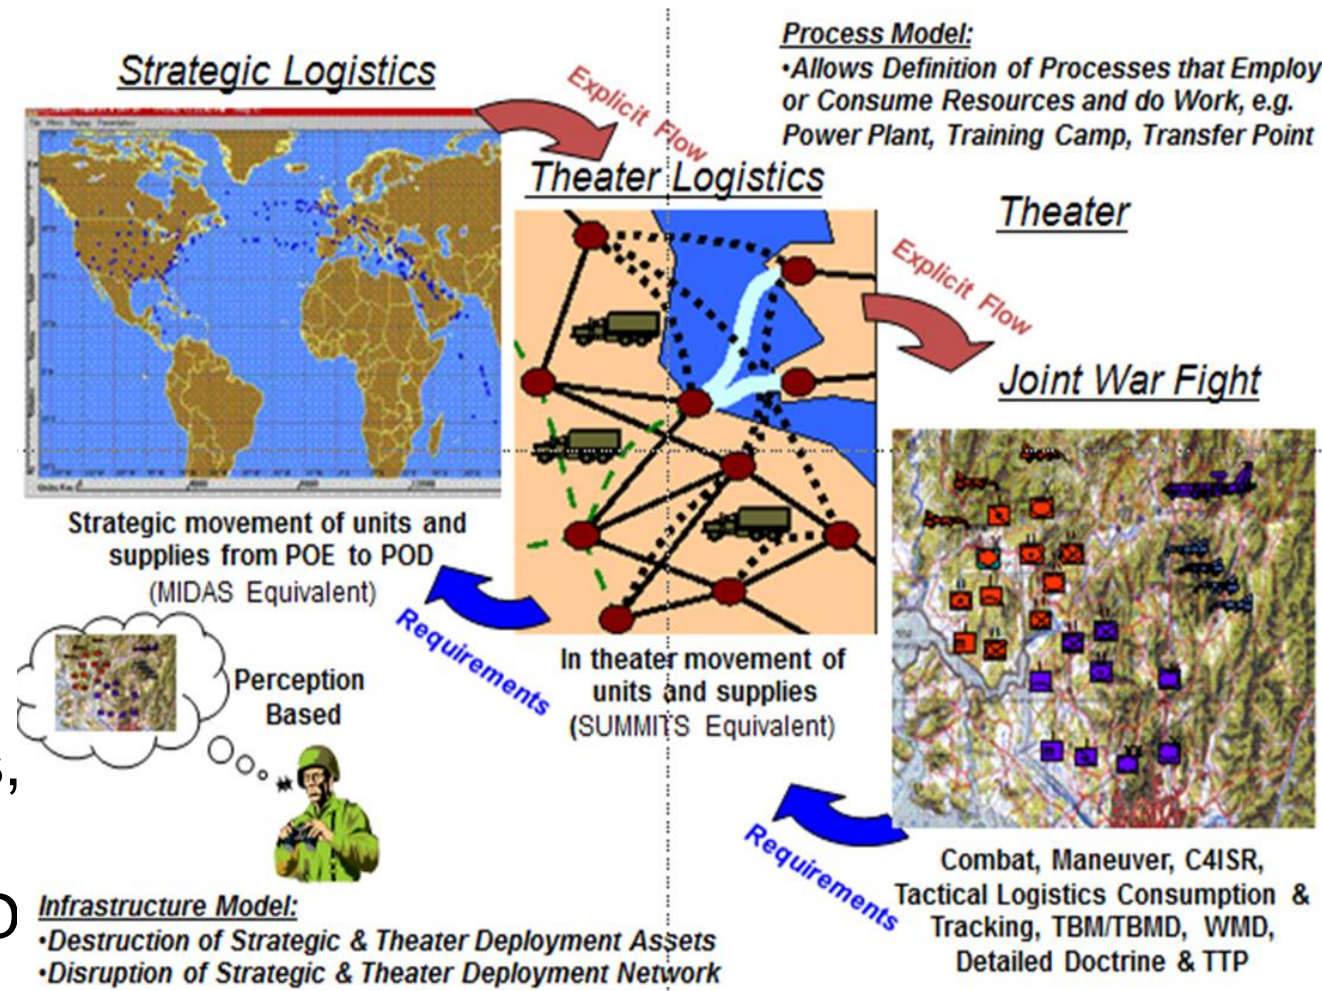 Process Model:
•Allows Definition of Processes that Employ
or Consume Resources and do Work, e.g.
Power Plant, Training Camp, Transfer Point
Strategic Logistics
Explicit Flow
Theater Logistics
Theater
Explicit Flow
Joint War Fight
Strategic movement of units and
supplies from POE to POD
(MIDAS Equivalent)
Requirements
In theater movement of
units and supplies
(SUMMITS Equivalent)
Perception
Based
Requirements
Combat, Maneuver, C4ISR,
Tactical Logistics Consumption &
Tracking, TBM/TBMD, WMD,
Detailed Doctrine & TTP
Infrastructure Model:
•Destruction of Strategic & Theater Deployment Assets
•Disruption of Strategic & Theater Deployment Network